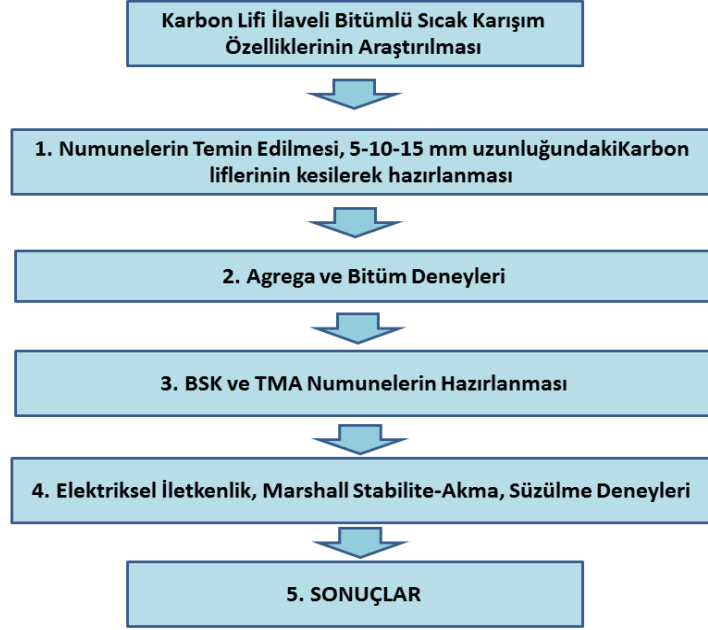 Karbon Lifi İlaveli Bitümlü Sıcak Karışım
Özelliklerinin Araştırılması
1. Numunelerin Temin Edilmesi, 5-10-15 mm uzunluğundakiKarbon
liflerinin kesilerek hazırlanması
2. Agrega ve Bitüm Deneyleri
3. BSK ve TMA Numunelerin Hazırlanması
4. Elektriksel İletkenlik, Marshall Stabilite-Akma, Süzülme Deneyleri
5. SONUÇLAR